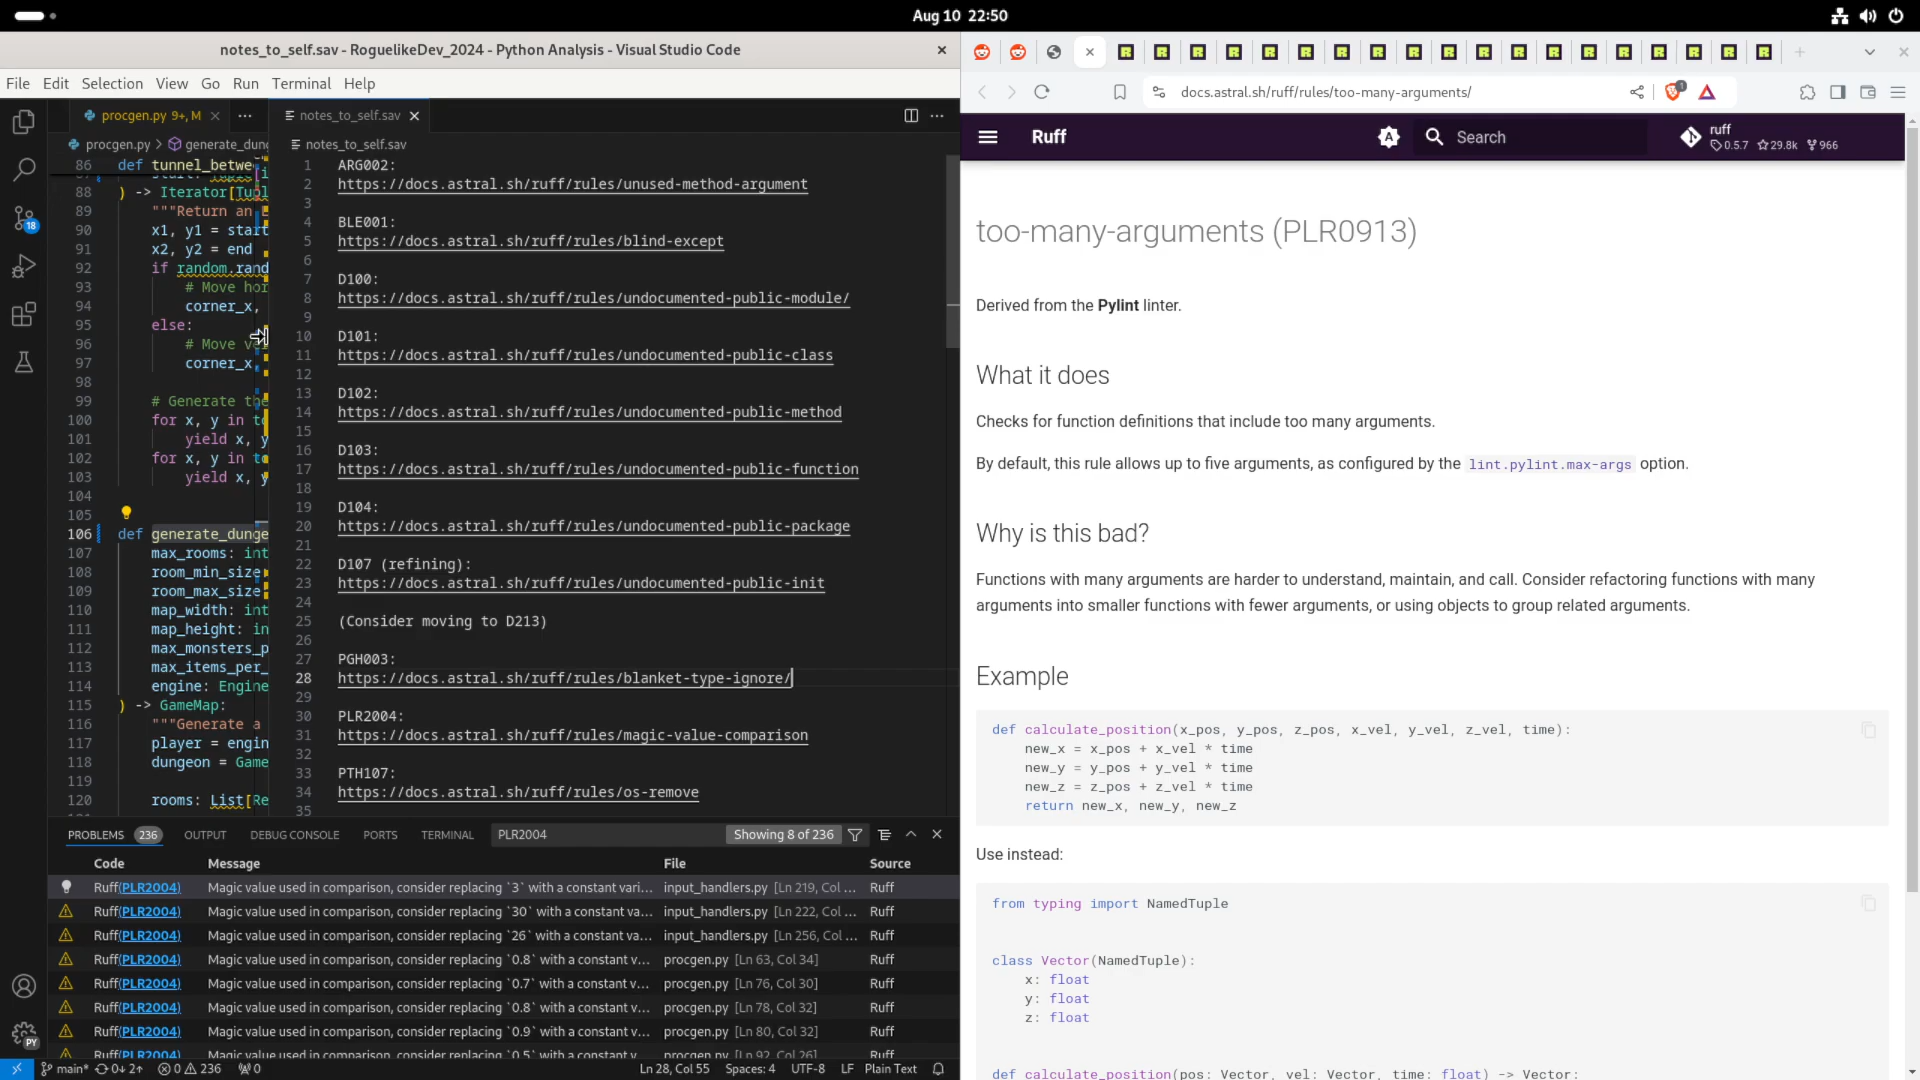 Aug 10 22:50
notes_to_self.sav - RoguelikeDev_2024 - Python Analysis - Visual Studio Code
File Edit Selection View Go Run Terminal Help
procgen.py 9+, M
notes_to_self.sav
procgen.py > generate_dung
notes_to_self.sav
18
PY
86 def tunnel_betwe
88 ) -> Iterator[Tupl
89 """Return an
90 x1, y1 = start
91 x2, y2 = end
92 if random.rand
93 # Move hor
94 corner_x,
95 else:
96 # Move v
97 corner_x,
98
99 # Generate the
100 for x, y in
101 yield x, y
102 for x, y in
103 yield x, y
104
105
106 def generate_dunge
107 max_rooms: int
108 room_min_size
109 room_max_size
110 map_width: int
111 map_height: in
112 max_monsters_p
113 max_items_per_
114 engine: Engine
115 ) -> GameMap:
116 """Generate a
117 player = engin
118 dungeon = Game
119
120 rooms: List[Re
1 ARG002:
2 https://docs.astral.sh/ruff/rules/unused-method-argument
3
4 BLE001:
5 https://docs.astral.sh/ruff/rules/blind-except
6
7 D100:
8 https://docs.astral.sh/ruff/rules/undocumented-public-module/
9
10 D101:
11 https://docs.astral.sh/ruff/rules/undocumented-public-class
12
13 D102:
14 https://docs.astral.sh/ruff/rules/undocumented-public-method
15
16 D103:
17 https://docs.astral.sh/ruff/rules/undocumented-public-function
18
19 D104:
20 https://docs.astral.sh/ruff/rules/undocumented-public-package
21
22 D107 (refining):
23 https://docs.astral.sh/ruff/rules/undocumented-public-init
24
25 (Consider moving to D213)
26
27 PGH003:
28 https://docs.astral.sh/ruff/rules/blanket-type-ignore/
29
30 PLR2004:
31 https://docs.astral.sh/ruff/rules/magic-value-comparison
32
33 PTH107:
34 https://docs.astral.sh/ruff/rules/os-remove
35
PROBLEMS 236 OUTPUT DEBUG CONSOLE PORTS TERMINAL PLR2004 Showing 8 of 236
Code Message File Source
Ruff(PLR2004) Magic value used in comparison, consider replacing `3` with a constant vari... input_handlers.py [Ln 219, Col ... Ruff
Ruff(PLR2004) Magic value used in comparison, consider replacing `30` with a constant va... input_handlers.py [Ln 222, Col ... Ruff
Ruff(PLR2004) Magic value used in comparison, consider replacing `26` with a constant va... input_handlers.py [Ln 256, Col ... Ruff
Ruff(PLR2004) Magic value used in comparison, consider replacing `0.8` with a constant v... procgen.py [Ln 63, Col 34] Ruff
Ruff(PLR2004) Magic value used in comparison, consider replacing `0.7` with a constant v... procgen.py [Ln 76, Col 30] Ruff
Ruff(PLR2004) Magic value used in comparison, consider replacing `0.8` with a constant v... procgen.py [Ln 78, Col 32] Ruff
Ruff(PLR2004) Magic value used in comparison, consider replacing `0.9` with a constant v... procgen.py [Ln 80, Col 32] Ruff
Ruff(PLR2004) Magic value used in comparison, consider replacing `0.5` with a constant v... procgen.py [Ln 92, Col 26] Ruff
main* 0↓ 2↑ 0 236 0 Ln 28, Col 55 Spaces: 4 UTF-8 LF Plain Text
docs.astral.sh/ruff/rules/too-many-arguments/
1
Ruff
Search
ruff
0.5.7 29.8k 966
too-many-arguments (PLR0913)
Derived from the Pylint linter.
What it does
Checks for function definitions that include too many arguments.
By default, this rule allows up to five arguments, as configured by the lint.pylint.max-args option.
Why is this bad?
Functions with many arguments are harder to understand, maintain, and call. Consider refactoring functions with many
arguments into smaller functions with fewer arguments, or using objects to group related arguments.
Example
def calculate_position(x_pos, y_pos, z_pos, x_vel, y_vel, z_vel, time):
new_x = x_pos + x_vel * time
new_y = y_pos + y_vel * time
new_z = z_pos + z_vel * time
return new_x, new_y, new_z
Use instead:
from typing import NamedTuple
class Vector(NamedTuple):
x: float
y: float
z: float
def calculate_position(pos: Vector, vel: Vector, time: float) -> Vector: